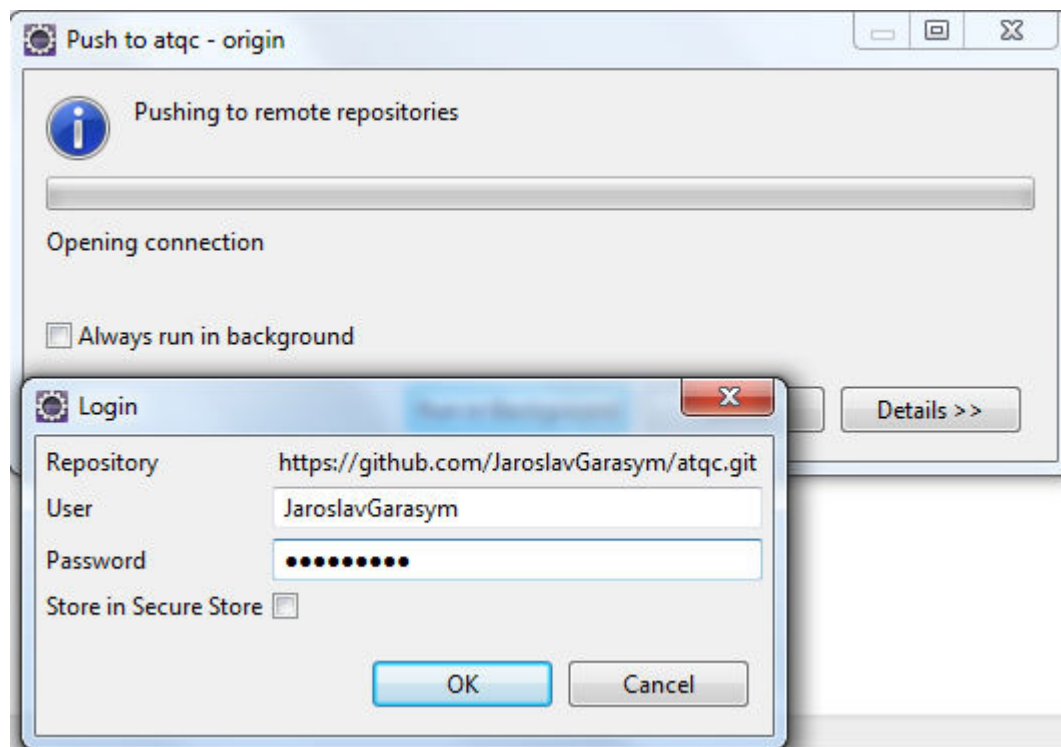 Push to atqc - origin
Pushing to remote repositories
Opening connection
Always run in background
Details >>
Login
Repository https://github.com/JaroslavGarasym/atqc.git
User JaroslavGarasym
Password ●●●●●●●●●
Store in Secure Store
OK Cancel